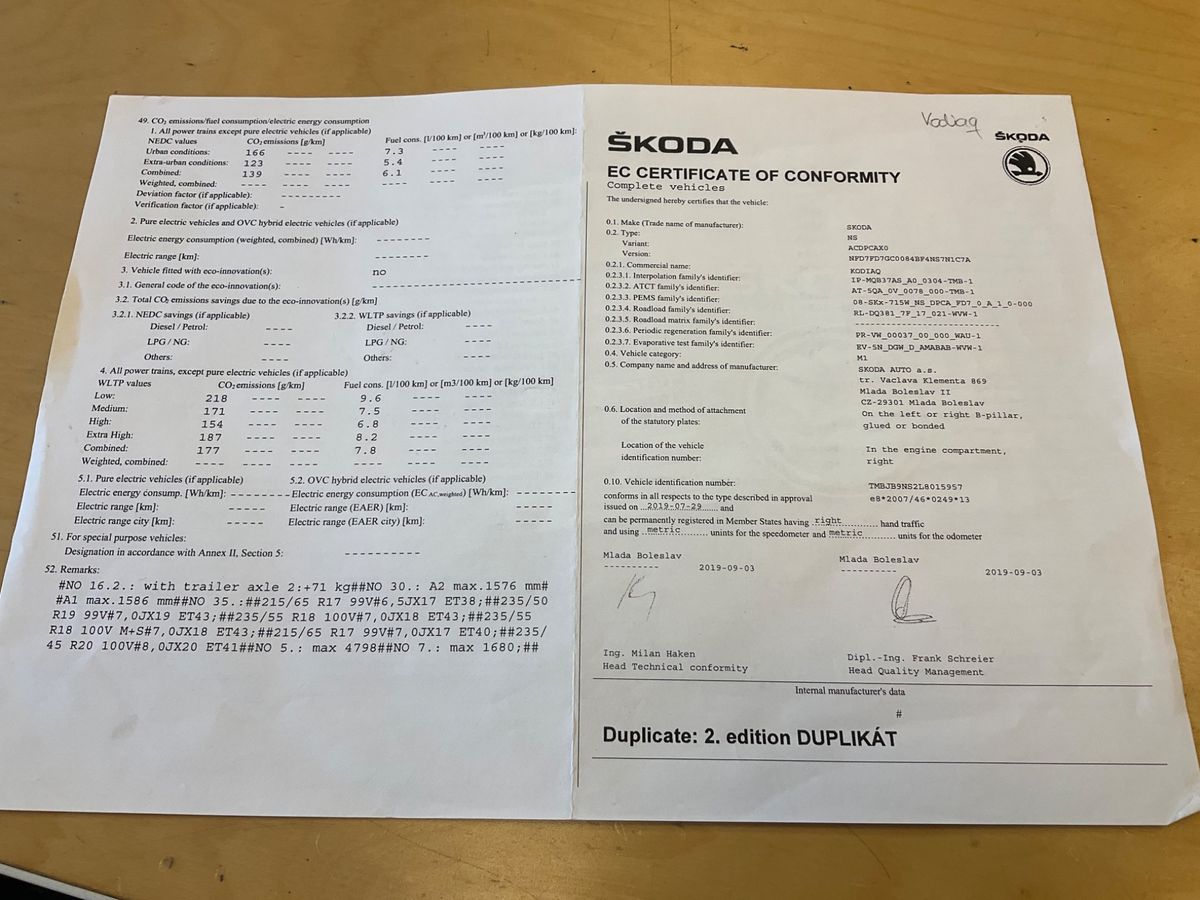 49. CO₂ emissions/fuel consumption/electric energy consumption
1. All power trains except pure electric vehicles (if applicable)
NEDC values CO₂ emissions [g/km] Fuel cons. [l/100 km] or [m³/100 km] or [kg/100 km]:
Urban conditions: 166 ---- ---- 7.3 ---- ----
Extra-urban conditions: 123 ---- ---- 5.4 ---- ----
Combined: 139 ---- ---- 6.1 ---- ----
Weighted, combined: ---- ---- ---- ---- ---- ----
Deviation factor (if applicable): ---------
Verification factor (if applicable): -
2. Pure electric vehicles and OVC hybrid electric vehicles (if applicable)
Electric energy consumption (weighted, combined) [Wh/km]: --------
Electric range [km]: --------
3. Vehicle fitted with eco-innovation(s): no
3.1. General code of the eco-innovation(s): -------------------------------
3.2. Total CO₂ emissions savings due to the eco-innovation(s) [g/km]
3.2.1. NEDC savings (if applicable) 3.2.2. WLTP savings (if applicable)
Diesel / Petrol: ---- Diesel / Petrol: ----
LPG / NG: ---- LPG / NG: ----
Others: ---- Others: ----
4. All power trains, except pure electric vehicles (if applicable)
WLTP values CO₂ emissions [g/km] Fuel cons. [l/100 km] or [m3/100 km] or [kg/100 km]
Low: 218 ---- ---- 9.6 ---- ----
Medium: 171 ---- ---- 7.5 ---- ----
High: 154 ---- ---- 6.8 ---- ----
Extra High: 187 ---- ---- 8.2 ---- ----
Combined: 177 ---- ---- 7.8 ---- ----
Weighted, combined: ---- ---- ---- ---- ---- ----
5.1. Pure electric vehicles (if applicable) 5.2. OVC hybrid electric vehicles (if applicable)
Electric energy consump. [Wh/km]: ------- Electric energy consumption (EC AC,weighted) [Wh/km]: -------
Electric range [km]: ----- Electric range (EAER) [km]: -----
Electric range city [km]: ----- Electric range (EAER city) [km]: -----
51. For special purpose vehicles:
Designation in accordance with Annex II, Section 5: ----------
52. Remarks:
#NO 16.2.: with trailer axle 2:+71 kg##NO 30.: A2 max.1576 mm#
#A1 max.1586 mm##NO 35.:##215/65 R17 99V#6,5JX17 ET38;##235/50
R19 99V#7,0JX19 ET43;##235/55 R18 100V#7,0JX18 ET43;##235/55
R18 100V M+S#7,0JX18 ET43;##215/65 R17 99V#7,0JX17 ET40;##235/
45 R20 100V#8,0JX20 ET41##NO 5.: max 4798##NO 7.: max 1680;##
ŠKODA
ŠKODA
EC CERTIFICATE OF CONFORMITY
Complete vehicles
The undersigned hereby certifies that the vehicle:
0.1. Make (Trade name of manufacturer): SKODA
0.2. Type: NS
Variant: ACDPCAX0
Version: NFD7FD7GC0084BF4NS7N1C7A
0.2.1. Commercial name: KODIAQ
0.2.3.1. Interpolation family's identifier: IP-MQB37AS_A0_0304-TMB-1
0.2.3.2. ATCT family's identifier: AT-5QA_0V_0078_000-TMB-1
0.2.3.3. PEMS family's identifier: 08-SKx-715W_NS_DPCA_FD7_0_A_1_0-000
0.2.3.4. Roadload family's identifier: RL-DQ381_7F_17_021-WVW-1
0.2.3.5. Roadload matrix family's identifier: -----------------------------
0.2.3.6. Periodic regeneration family's identifier: PR-VW_00037_00_000_WAU-1
0.2.3.7. Evaporative test family's identifier: EV-5N_DGW_D_AMABAB-WVW-1
0.4. Vehicle category: M1
0.5. Company name and address of manufacturer: SKODA AUTO a.s.
tr. Vaclava Klementa 869
Mlada Boleslav II
CZ-29301 Mlada Boleslav
0.6. Location and method of attachment On the left or right B-pillar,
of the statutory plates: glued or bonded
Location of the vehicle In the engine compartment,
identification number: right
0.10. Vehicle identification number: TMBJB9NS2L8015957
conforms in all respects to the type described in approval e8*2007/46*0249*13
issued on ..2019-07-29..... and
can be permanently registered in Member States having .right........... hand traffic
and using .metric......... unints for the speedometer and metric......... units for the odometer
Mlada Boleslav Mlada Boleslav
---------- 2019-09-03 ---------- 2019-09-03
Ing. Milan Haken Dipl.-Ing. Frank Schreier
Head Technical conformity Head Quality Management
Internal manufacturer's data
#
Duplicate: 2. edition DUPLIKÁT